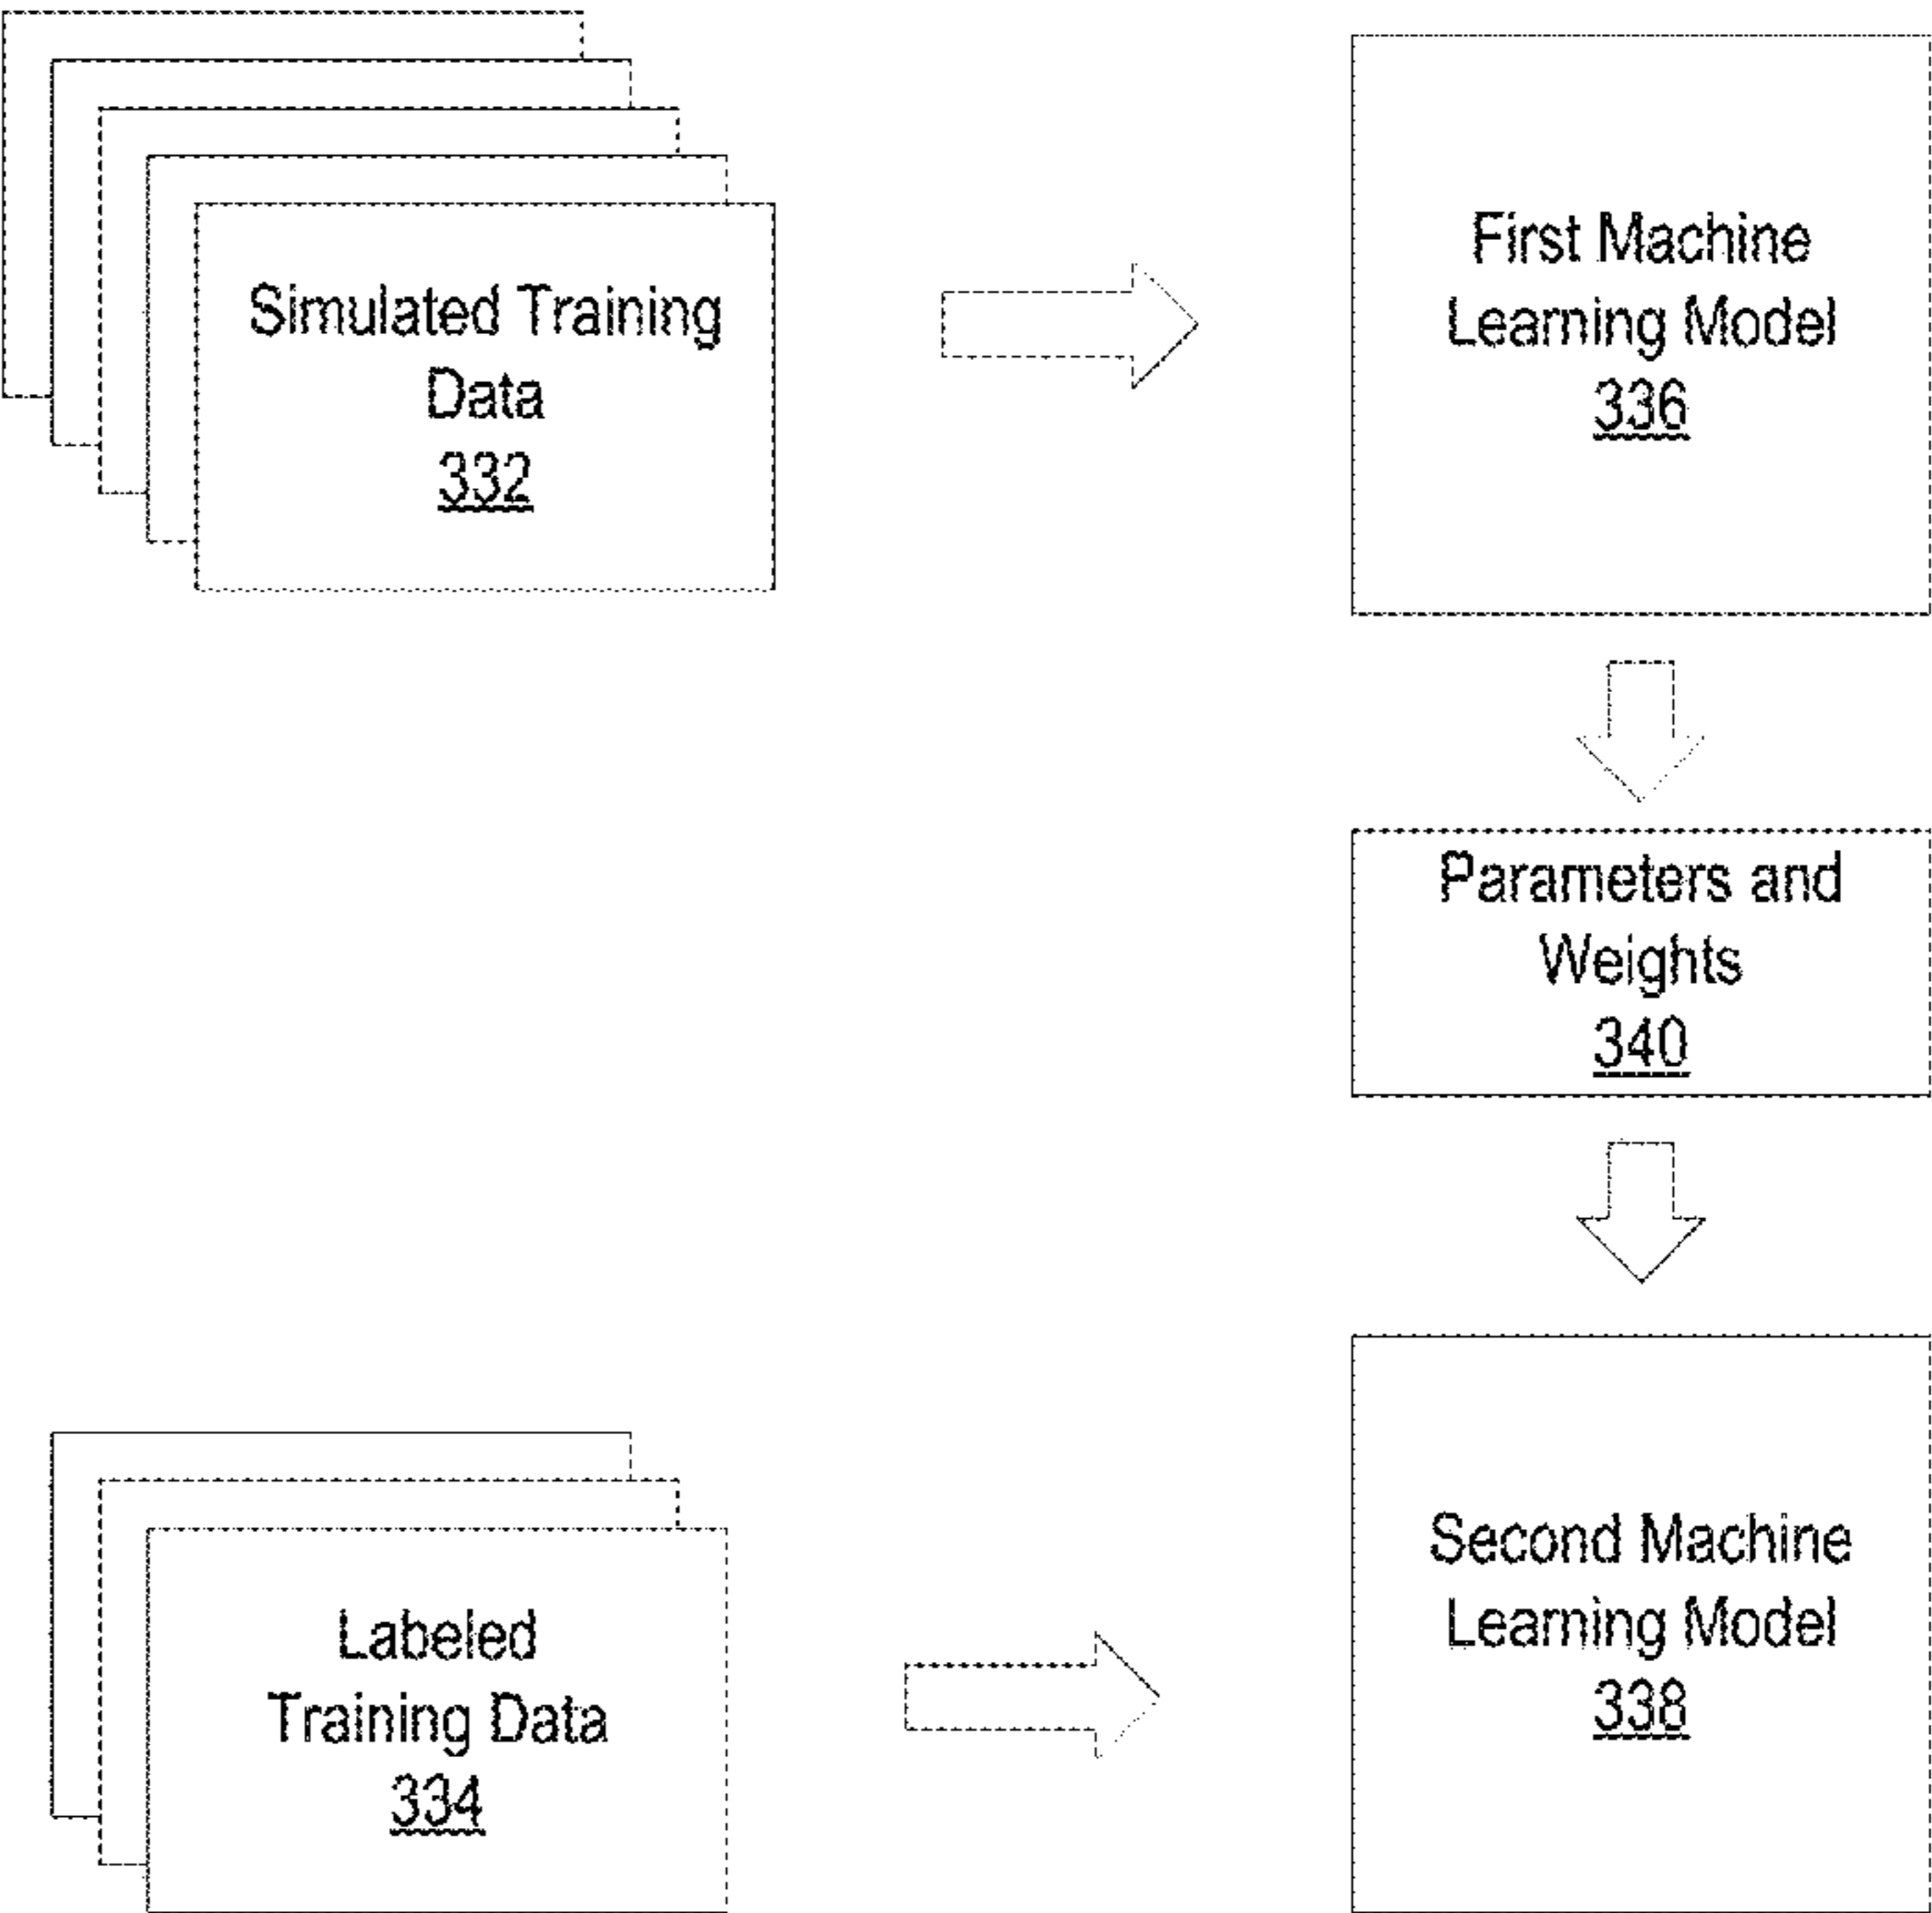 Simulated Training
Data
332
First Machine
Learning Model
336
Parameters and
Weights
340
Labeled
Training Data
334
Second Machine
Learning Model
338